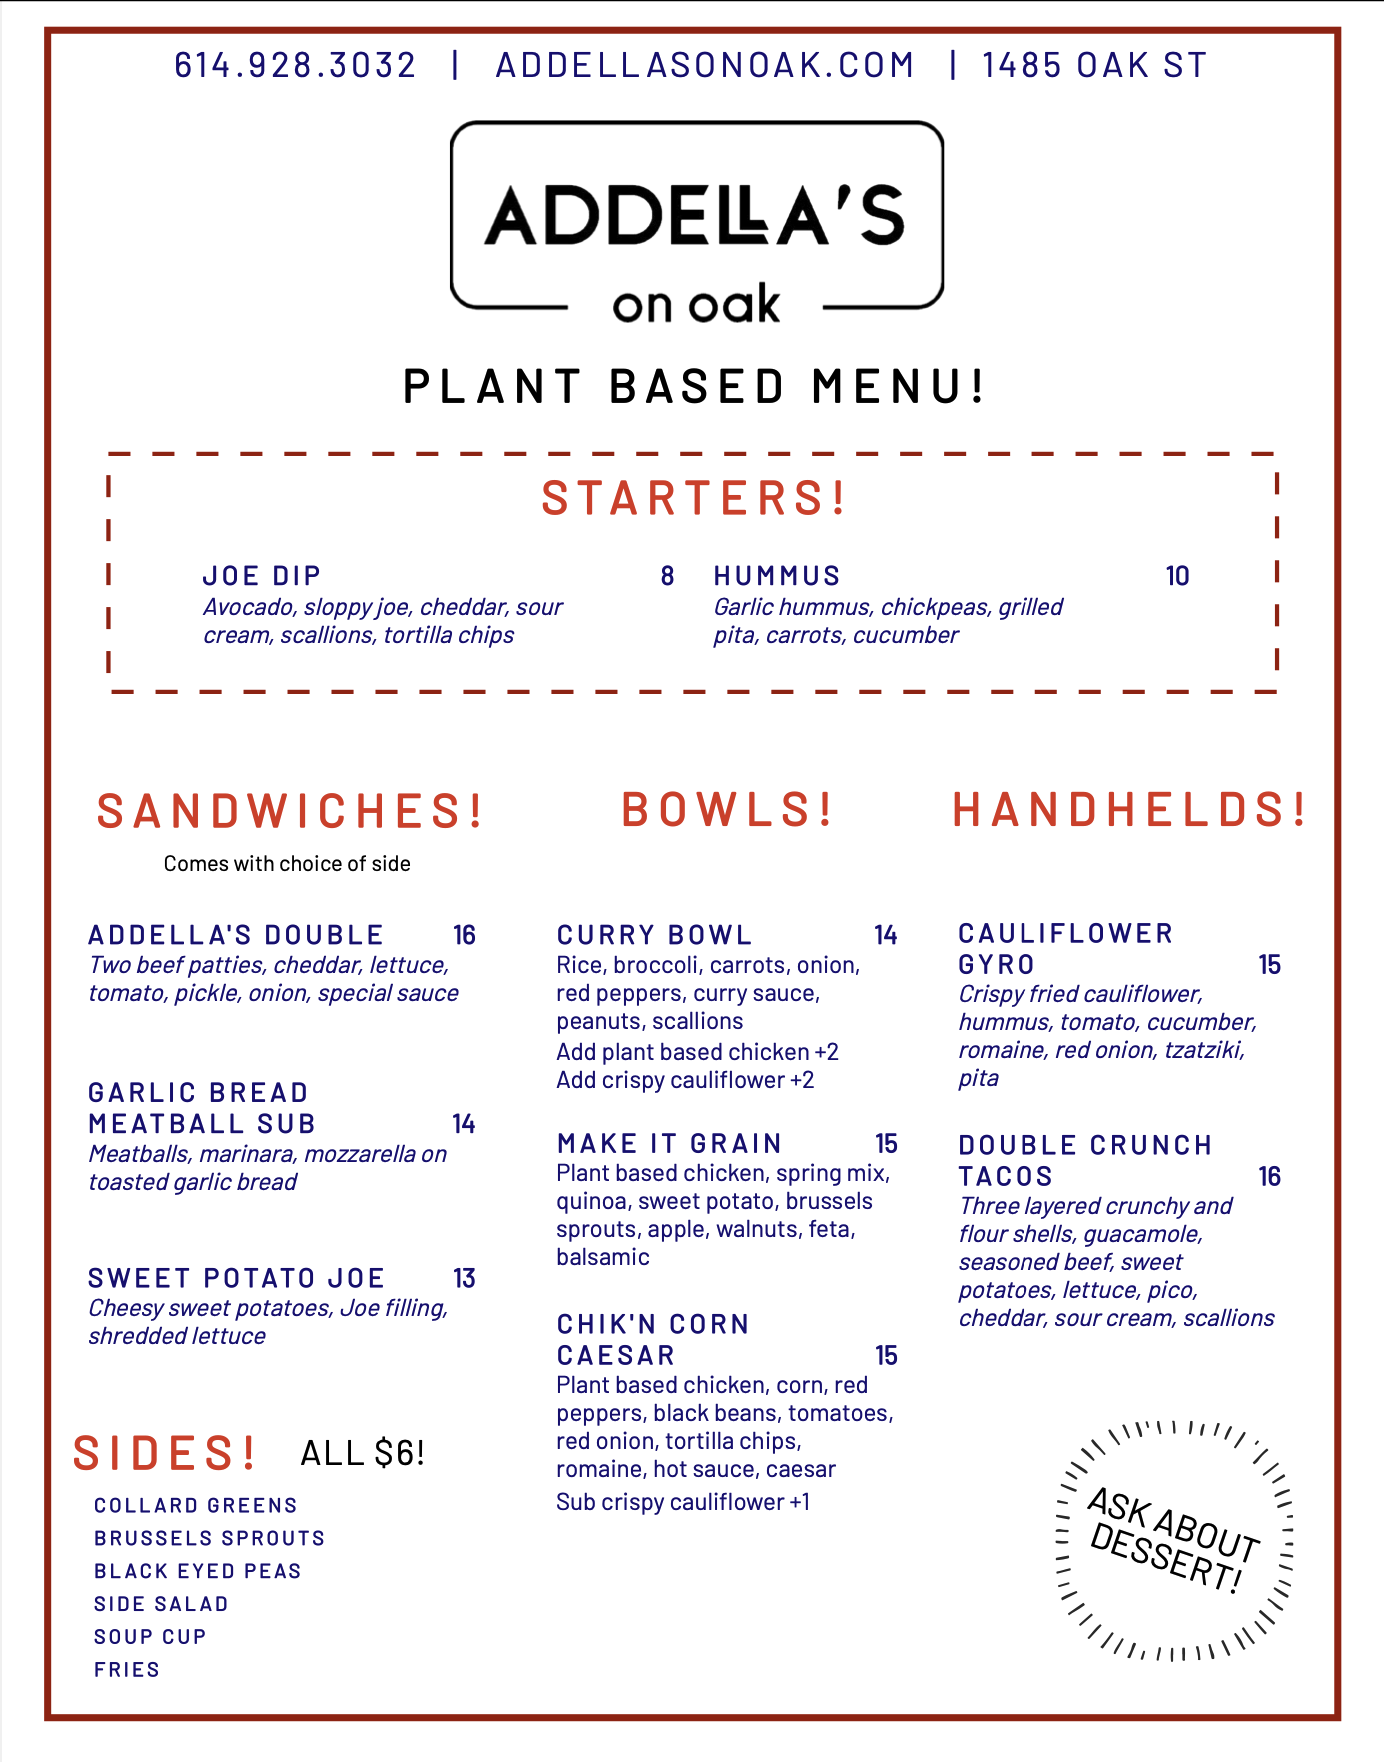 614.928.3032 | ADDELLASONOAK.COM | 1485 OAK ST
ADDELLA'S
on oak
PLANT BASED MENU!
STARTERS!
JOE DIP 8
Avocado, sloppy joe, cheddar, sour
cream, scallions, tortilla chips
HUMMUS 10
Garlic hummus, chickpeas, grilled
pita, carrots, cucumber
SANDWICHES!
Comes with choice of side
ADDELLA'S DOUBLE 16
Two beef patties, cheddar, lettuce,
tomato, pickle, onion, special sauce
GARLIC BREAD
MEATBALL SUB 14
Meatballs, marinara, mozzarella on
toasted garlic bread
SWEET POTATO JOE 13
Cheesy sweet potatoes, Joe filling,
shredded lettuce
SIDES! ALL $6!
COLLARD GREENS
BRUSSELS SPROUTS
BLACK EYED PEAS
SIDE SALAD
SOUP CUP
FRIES
BOWLS!
CURRY BOWL 14
Rice, broccoli, carrots, onion,
red peppers, curry sauce,
peanuts, scallions
Add plant based chicken +2
Add crispy cauliflower +2
MAKE IT GRAIN 15
Plant based chicken, spring mix,
quinoa, sweet potato, brussels
sprouts, apple, walnuts, feta,
balsamic
CHIK'N CORN
CAESAR 15
Plant based chicken, corn, red
peppers, black beans, tomatoes,
red onion, tortilla chips,
romaine, hot sauce, caesar
Sub crispy cauliflower +1
HANDHELDS!
CAULIFLOWER
GYRO 15
Crispy fried cauliflower,
hummus, tomato, cucumber,
romaine, red onion, tzatziki,
pita
DOUBLE CRUNCH
TACOS 16
Three layered crunchy and
flour shells, guacamole,
seasoned beef, sweet
potatoes, lettuce, pico,
cheddar, sour cream, scallions
ASK ABOUT
DESSERT!